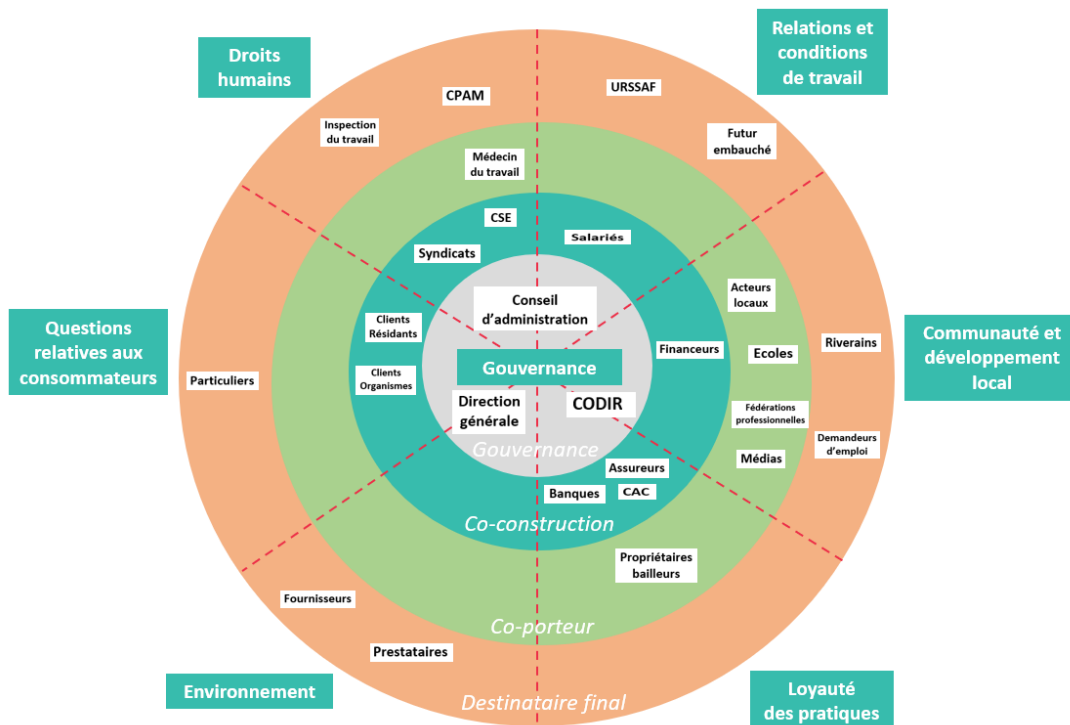 Droits
humains
Relations et
conditions
de travail
CPAM
URSSAF
Inspection
du travail
Futur
embauché
Médecin
du travail
CSE
Salariés
Syndicats
Acteurs
locaux
Conseil
d'administration
Clients
Résidants
Questions
relatives aux
consommateurs
Financeurs
Ecoles
Riverains
Communauté et
développement
local
Gouvernance
Particuliers
Clients
Organismes
Direction
générale
CODIR
Fédérations
professionnelles
Demandeurs
d'emploi
Gouvernance
Médias
Assureurs
Banques
CAC
Co-construction
Propriétaires
bailleurs
Fournisseurs
Co-porteur
Prestataires
Environnement
Destinataire final
Loyauté
des pratiques